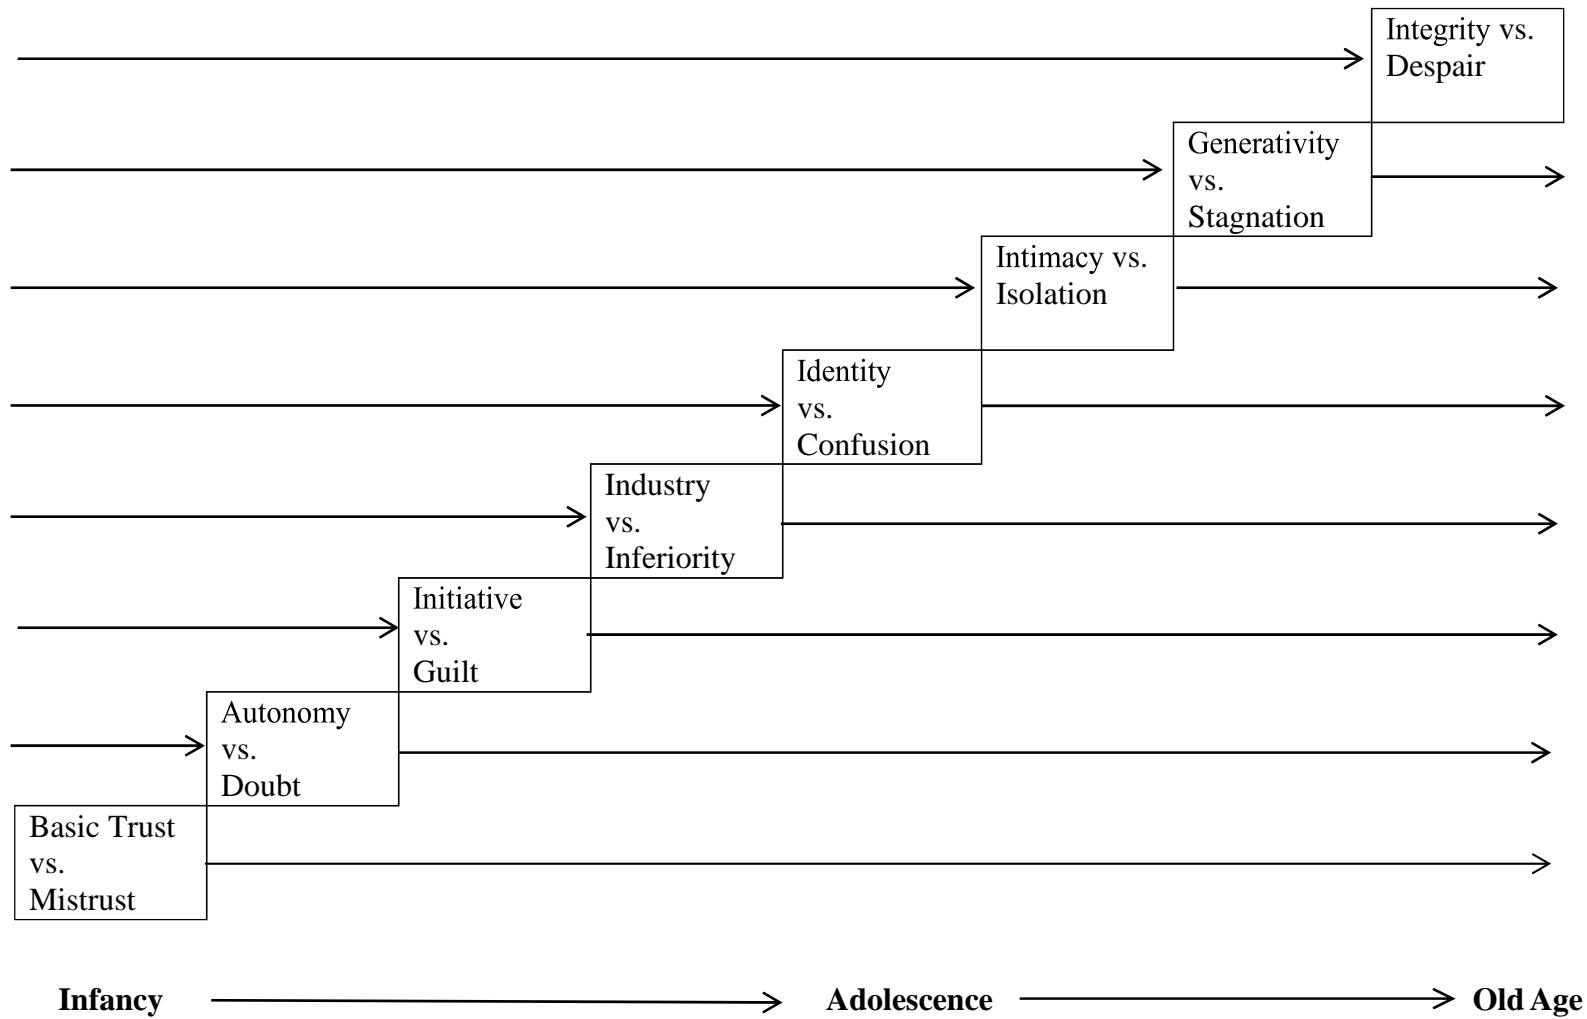 Integrity vs.
Despair
Generativity
vs.
Stagnation
Intimacy vs.
Isolation
Identity
vs.
Confusion
Industry
vs.
Inferiority
Initiative
vs.
Guilt
Autonomy
vs.
Doubt
Basic Trust
vs.
Mistrust
Infancy Adolescence Old Age